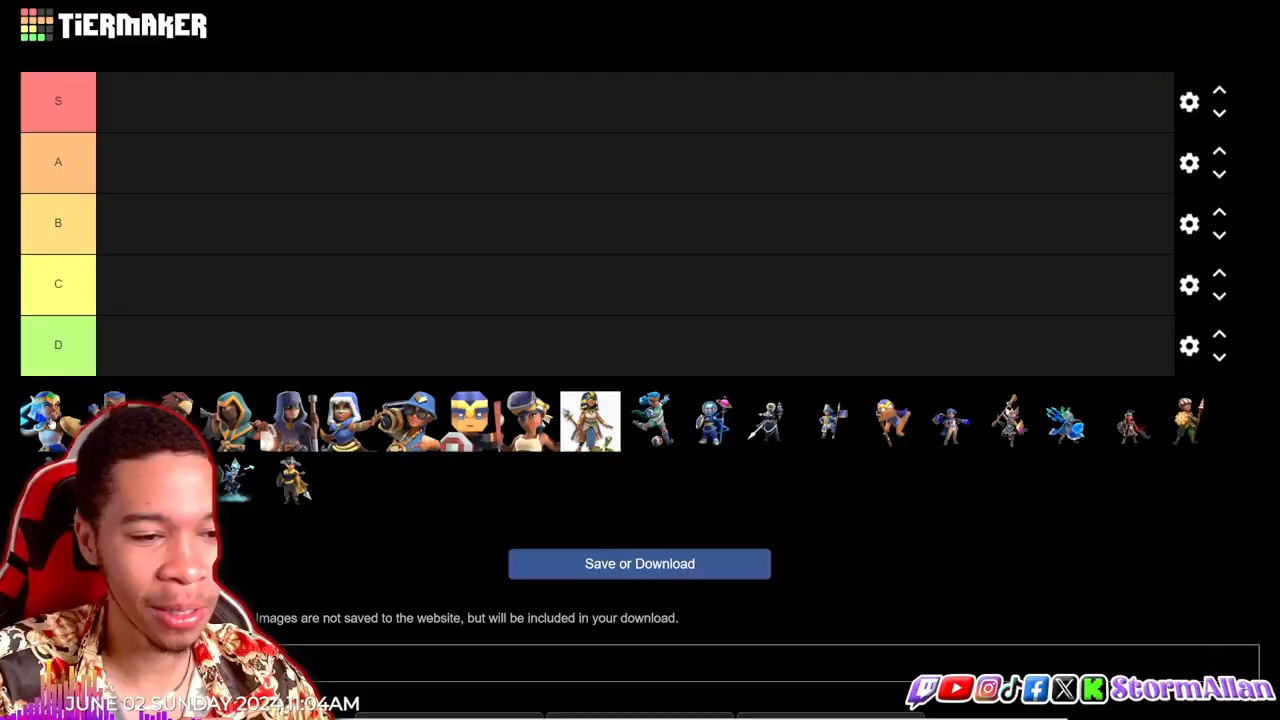 TiERMAKER
S
A
B
C
D
Save or Download
Images are not saved to the website, but will be included in your download.
JUNE 02 SUNDAY 2024 11:04AM
StormAllan